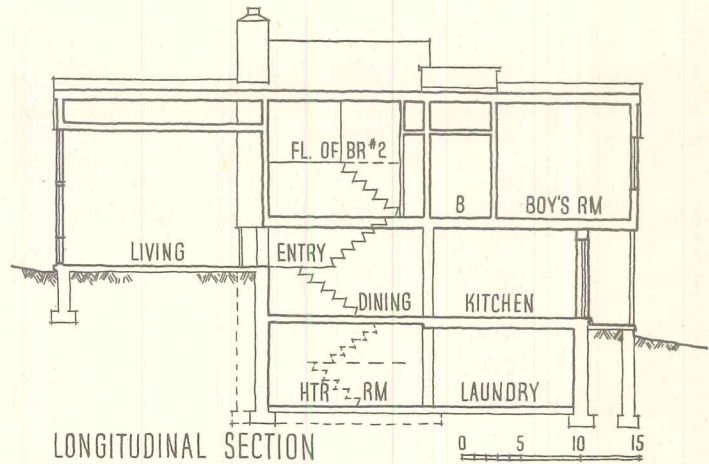 FL. OF BR #2
B
BOY'S RM
LIVING
ENTRY
DINING
KITCHEN
HTR RM
LAUNDRY
LONGITUDINAL SECTION
0 5 10 15